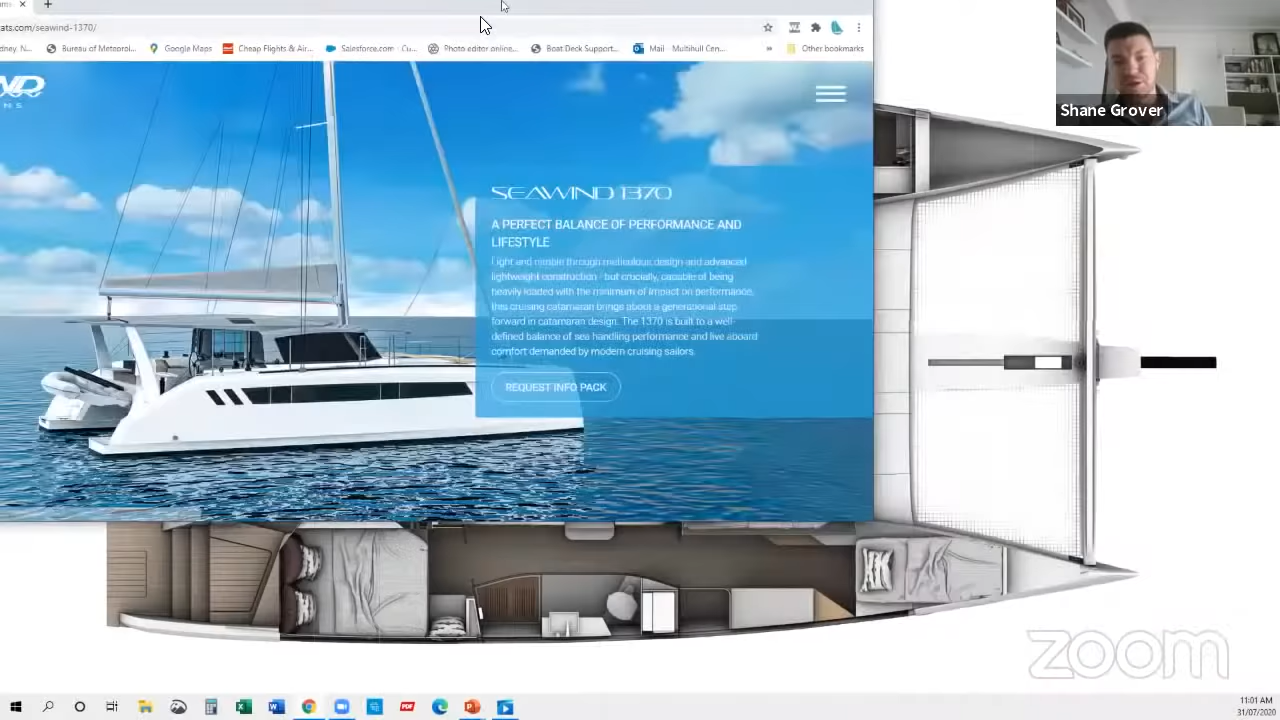 ats.com/seawind-1370/
dney, N...
Bureau of Meteorol...
Google Maps
Cheap Flights & Air...
Salesforce.com - Cu...
Photo editor online...
Boat Deck Support...
Mail - Multihull Cen...
»
Other bookmarks
Shane Grover
SEAWIND 1370
A PERFECT BALANCE OF PERFORMANCE AND
LIFESTYLE
Light and nimble through meticulous design and advanced
lightweight construction - but crucially, capable of being
heavily loaded with the minimum of impact on performance,
this cruising catamaran brings about a generational step
forward in catamaran design. The 1370 is built to a well-
defined balance of sea handling performance and live aboard
comfort demanded by modern cruising sailors.
REQUEST INFO PACK
zoom
11:01 AM
31/07/2020